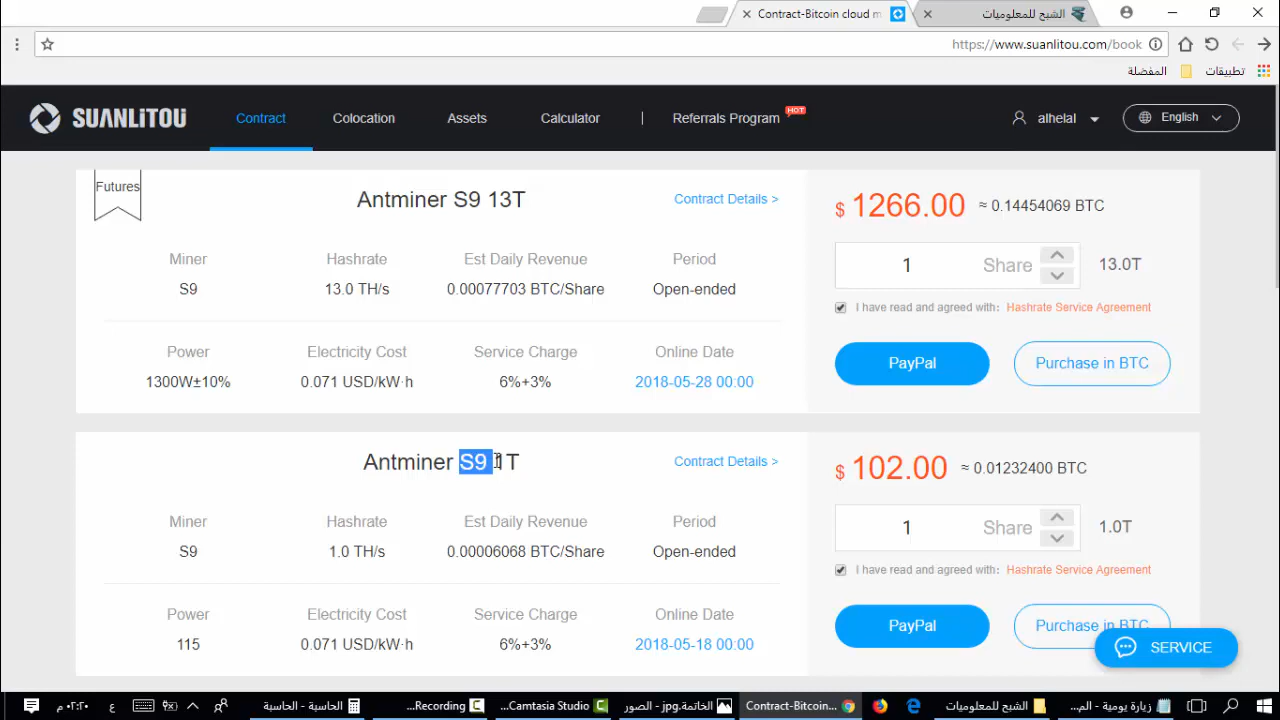 Contract-Bitcoin cloud m
الشبح للمعلوميات
https://www.suanlitou.com/book
المفضلة
تطبيقات
SUANLiTOU
Contract
Colocation
Assets
Calculator
Referrals Program
HOT
alhelal
English
Futures
Antminer S9 13T
Contract Details >
$ 1266.00 ≈ 0.14454069 BTC
Miner
Hashrate
Est Daily Revenue
Period
S9
13.0 TH/s
0.00077703 BTC/Share
Open-ended
1 Share
13.0T
I have read and agreed with: Hashrate Service Agreement
Power
Electricity Cost
Service Charge
Online Date
1300W±10%
0.071 USD/kW·h
6%+3%
2018-05-28 00:00
PayPal
Purchase in BTC
Antminer S9 1T
Contract Details >
$ 102.00 ≈ 0.01232400 BTC
Miner
Hashrate
Est Daily Revenue
Period
S9
1.0 TH/s
0.00006068 BTC/Share
Open-ended
1 Share
1.0T
I have read and agreed with: Hashrate Service Agreement
Power
Electricity Cost
Service Charge
Online Date
115
0.071 USD/kW·h
6%+3%
2018-05-18 00:00
PayPal
Purchase in BTC
SERVICE
٠٢:٢٠ م
ع
الحاسبة - الحاسبة
Recording...
Camtasia Studio...
الخاتمة.jpg - الصور
Contract-Bitcoin...
الشبح للمعلوميات
زيارة يومية - الم...